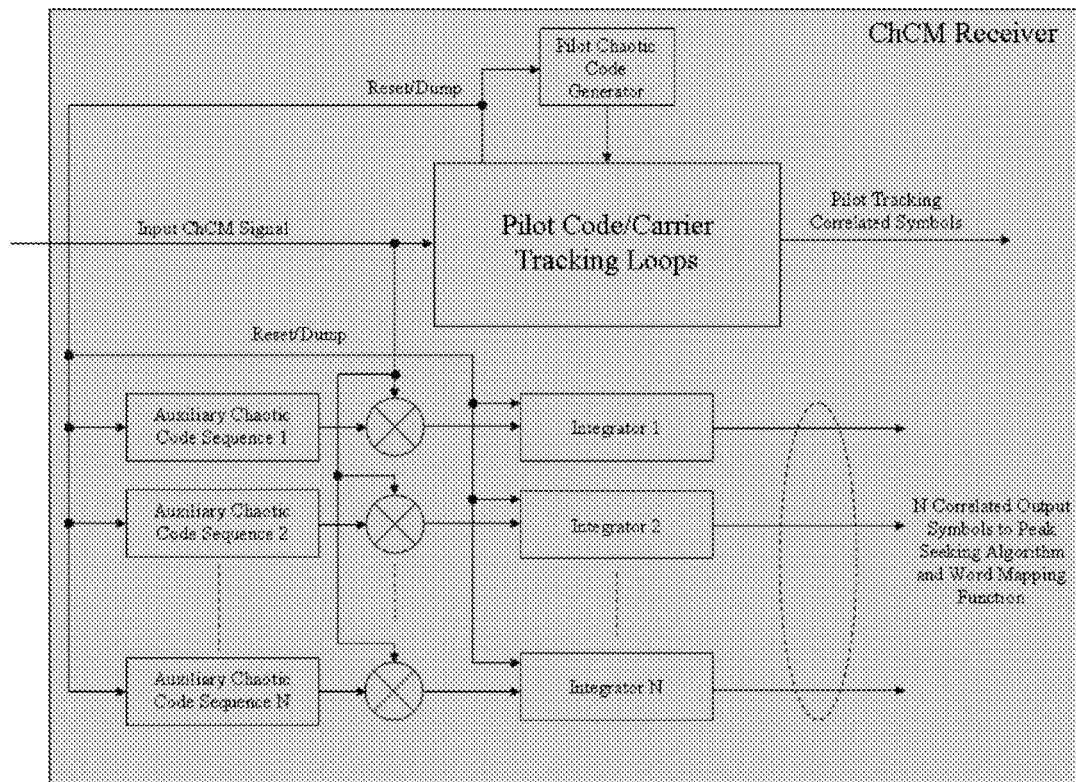 ChCM Receiver
Pilot Chaotic
Code
Generator
Reset/Dump
Input ChCM Signal
Pilot Code/Carrier
Tracking Loops
Pilot Tracking
Correlated Symbols
Reset/Dump
Auxiliary Chaotic
Code Sequence 1
Integrator 1
Auxiliary Chaotic
Code Sequence 2
Integrator 2
N Correlated Output
Symbols to Peak
Seeking Algorithm
and Word Mapping
Function
Auxiliary Chaotic
Code Sequence N
Integrator N